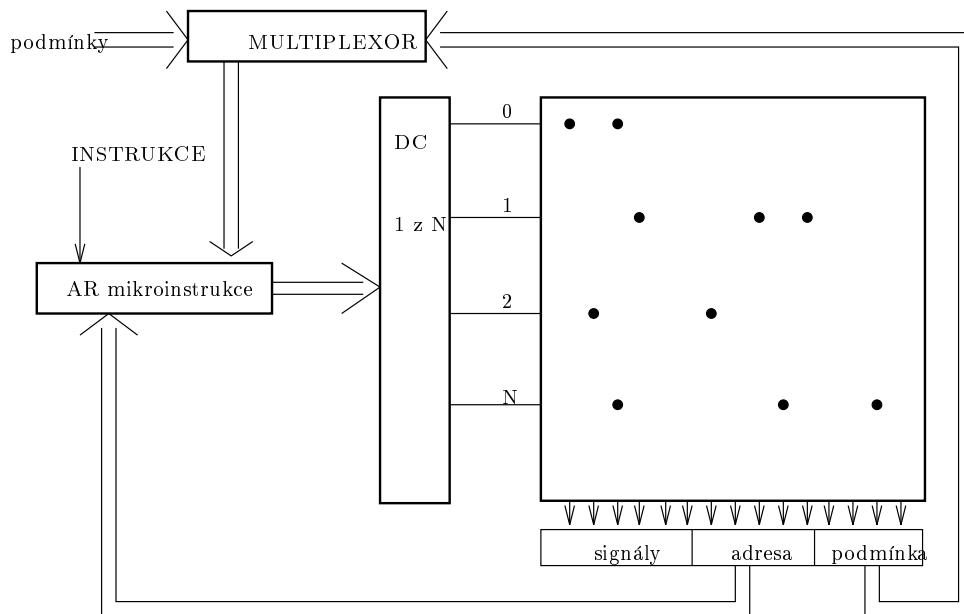 podmínky
MULTIPLEXOR
0
DC
INSTRUKCE
1
1 z N
AR mikroinstrukce
2
N
signály
adresa
podmínka